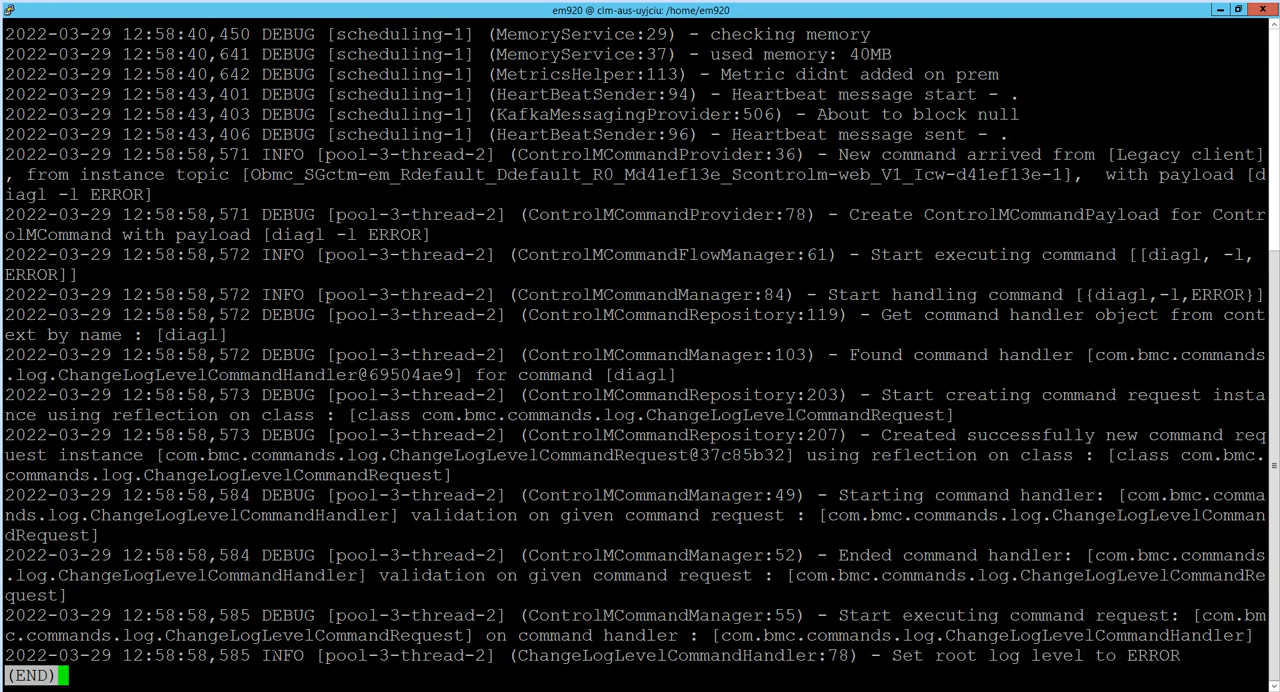 em920 @ clm-aus-uyjciu: /home/em920
2022-03-29 12:58:40,450 DEBUG [scheduling-1] (MemoryService:29) - checking memory
2022-03-29 12:58:40,641 DEBUG [scheduling-1] (MemoryService:37) - used memory: 40MB
2022-03-29 12:58:40,642 DEBUG [scheduling-1] (MetricsHelper:113) - Metric didnt added on prem
2022-03-29 12:58:43,401 DEBUG [scheduling-1] (HeartBeatSender:94) - Heartbeat message start - .
2022-03-29 12:58:43,403 DEBUG [scheduling-1] (KafkaMessagingProvider:506) - About to block null
2022-03-29 12:58:43,406 DEBUG [scheduling-1] (HeartBeatSender:96) - Heartbeat message sent - .
2022-03-29 12:58:58,571 INFO [pool-3-thread-2] (ControlMCommandProvider:36) - New command arrived from [Legacy client]
, from instance topic [Obmc_SGctm-em_Rdefault_Ddefault_R0_Md41ef13e_Scontrolm-web_V1_Icw-d41ef13e-1],  with payload [d
iagl -l ERROR]
2022-03-29 12:58:58,571 DEBUG [pool-3-thread-2] (ControlMCommandProvider:78) - Create ControlMCommandPayload for Contr
olMCommand with payload [diagl -l ERROR]
2022-03-29 12:58:58,572 INFO [pool-3-thread-2] (ControlMCommandFlowManager:61) - Start executing command [[diagl, -l,
ERROR]]
2022-03-29 12:58:58,572 INFO [pool-3-thread-2] (ControlMCommandManager:84) - Start handling command [{diagl,-l,ERROR}]
2022-03-29 12:58:58,572 DEBUG [pool-3-thread-2] (ControlMCommandRepository:119) - Get command handler object from cont
ext by name : [diagl]
2022-03-29 12:58:58,572 DEBUG [pool-3-thread-2] (ControlMCommandManager:103) - Found command handler [com.bmc.commands
.log.ChangeLogLevelCommandHandler@69504ae9] for command [diagl]
2022-03-29 12:58:58,573 DEBUG [pool-3-thread-2] (ControlMCommandRepository:203) - Start creating command request insta
nce using reflection on class : [class com.bmc.commands.log.ChangeLogLevelCommandRequest]
2022-03-29 12:58:58,573 DEBUG [pool-3-thread-2] (ControlMCommandRepository:207) - Created successfully new command req
uest instance [com.bmc.commands.log.ChangeLogLevelCommandRequest@37c85b32] using reflection on class : [class com.bmc.
commands.log.ChangeLogLevelCommandRequest]
2022-03-29 12:58:58,584 DEBUG [pool-3-thread-2] (ControlMCommandManager:49) - Starting command handler: [com.bmc.comma
nds.log.ChangeLogLevelCommandHandler] validation on given command request : [com.bmc.commands.log.ChangeLogLevelComman
dRequest]
2022-03-29 12:58:58,584 DEBUG [pool-3-thread-2] (ControlMCommandManager:52) - Ended command handler: [com.bmc.commands
.log.ChangeLogLevelCommandHandler] validation on given command request : [com.bmc.commands.log.ChangeLogLevelCommandRe
quest]
2022-03-29 12:58:58,585 DEBUG [pool-3-thread-2] (ControlMCommandManager:55) - Start executing command request: [com.bm
c.commands.log.ChangeLogLevelCommandRequest] on command handler : [com.bmc.commands.log.ChangeLogLevelCommandHandler]
2022-03-29 12:58:58,585 INFO [pool-3-thread-2] (ChangeLogLevelCommandHandler:78) - Set root log level to ERROR
(END)